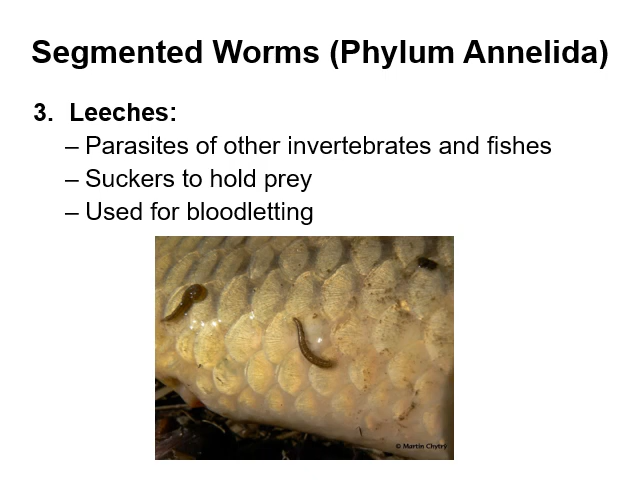 Segmented Worms (Phylum Annelida)
3. Leeches:
– Parasites of other invertebrates and fishes
– Suckers to hold prey
– Used for bloodletting
© Martin Chytrý